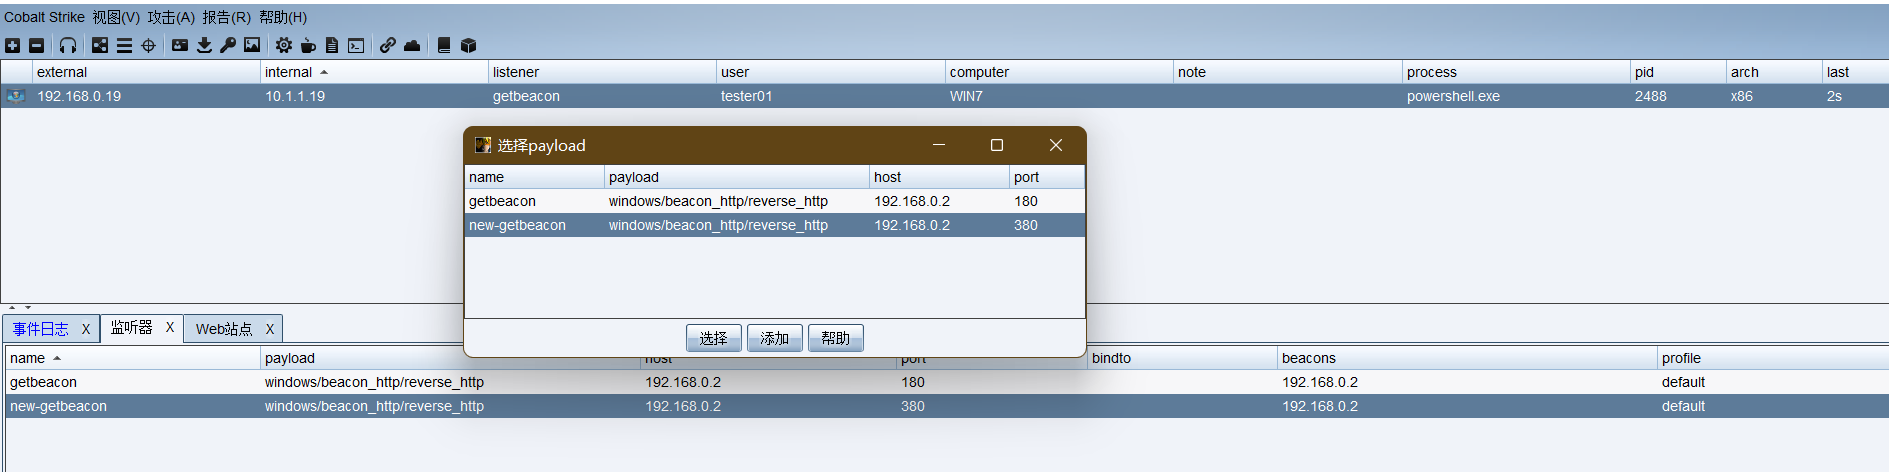 Cobalt Strike 视图(V) 攻击(A) 报告(R) 帮助(H)
external internal listener user computer note process pid arch last
192.168.0.19 10.1.1.19 getbeacon tester01 WIN7 powershell.exe 2488 x86 2s
选择payload
name payload host port
getbeacon windows/beacon_http/reverse_http 192.168.0.2 180
new-getbeacon windows/beacon_http/reverse_http 192.168.0.2 380
选择 添加 帮助
事件日志 X 监听器 X Web站点 X
name payload host port bindto beacons profile
getbeacon windows/beacon_http/reverse_http 192.168.0.2 180 192.168.0.2 default
new-getbeacon windows/beacon_http/reverse_http 192.168.0.2 380 192.168.0.2 default